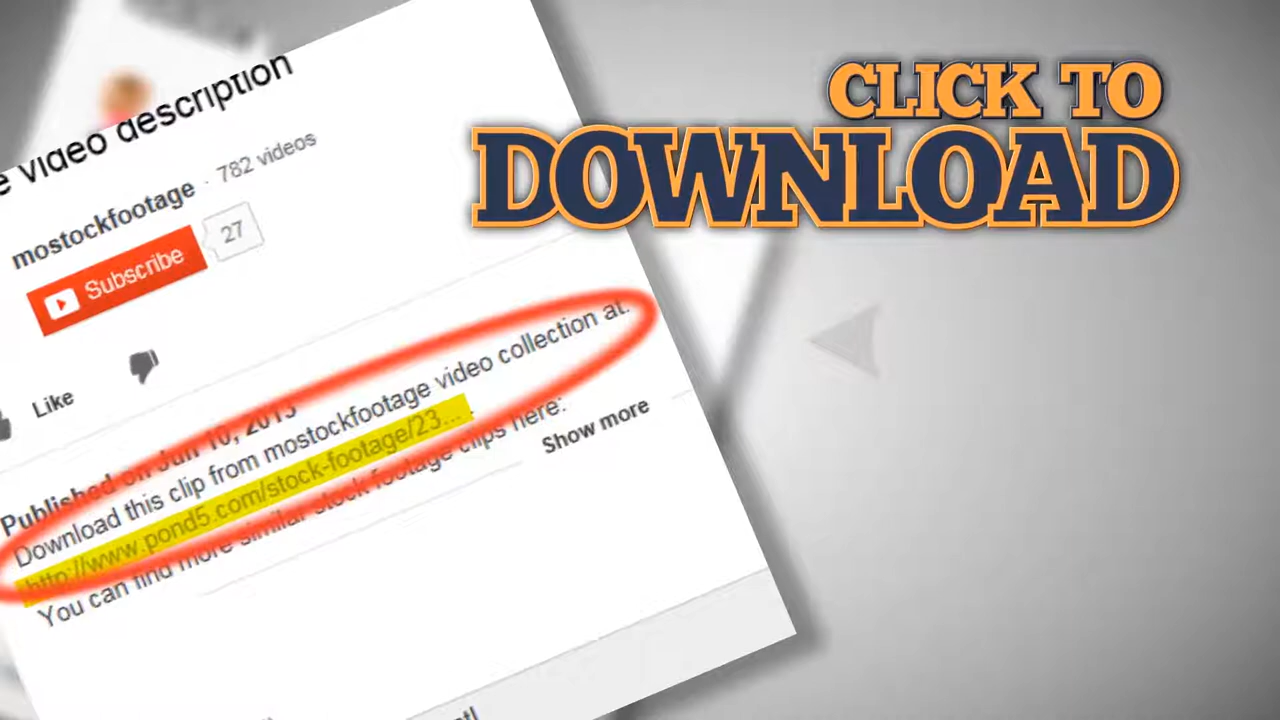 CLICK TO
DOWNLOAD
e video description
mostockfootage · 782 videos
Subscribe 27
Like
Published on Jun 10, 2013
Download this clip from mostockfootage video collection at:
http://www.pond5.com/stock-footage/23...
You can find more similar stock footage clips here:
Show more